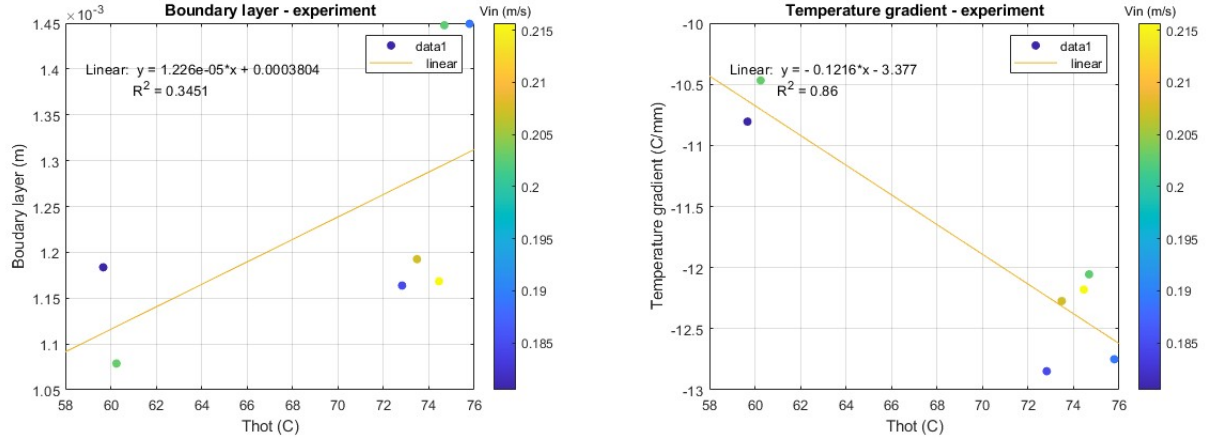 Boundary layer - experiment
Vin (m/s)
×10⁻³
1.45
1.4
1.35
1.3
1.25
1.2
1.15
1.1
1.05
Boudary layer (m)
Linear: y = 1.226e-05*x + 0.0003804
R² = 0.3451
data1
linear
58 60 62 64 66 68 70 72 74 76
Thot (C)
0.215
0.21
0.205
0.2
0.195
0.19
0.185
Temperature gradient - experiment
Vin (m/s)
-10
-10.5
-11
-11.5
-12
-12.5
-13
Temperature gradient (C/mm)
Linear: y = - 0.1216*x - 3.377
R² = 0.86
data1
linear
58 60 62 64 66 68 70 72 74 76
Thot (C)
0.215
0.21
0.205
0.2
0.195
0.19
0.185